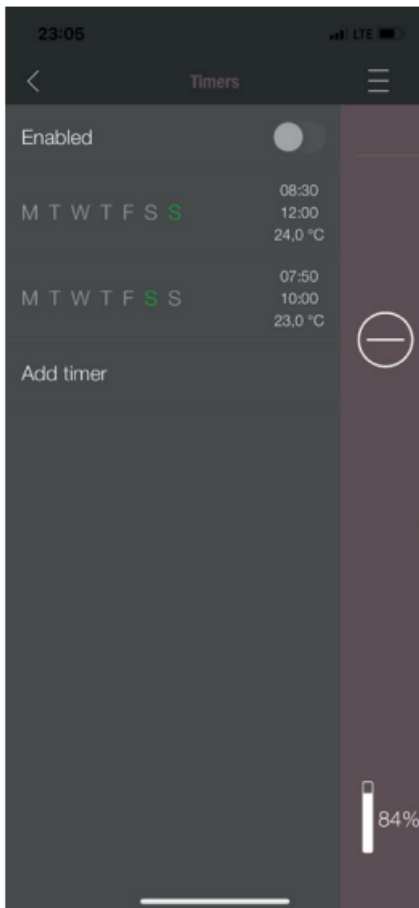 23:05 LTE
Timers
Enabled
M T W T F S S
08:30
12:00
24,0 °C
M T W T F S S
07:50
10:00
23,0 °C
Add timer
84%